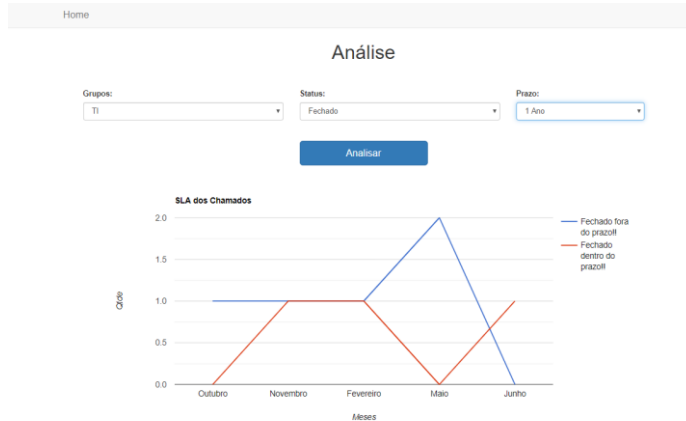 Home
Análise
Grupos:
Status:
Prazo:
TI
Fechado
1 Ano
Analisar
SLA dos Chamados
2.0
1.5
1.0
0.5
0.0
Qtde
Outubro
Novembro
Fevereiro
Maio
Junho
Meses
Fechado fora
do prazo!!
Fechado
dentro do
prazo!!